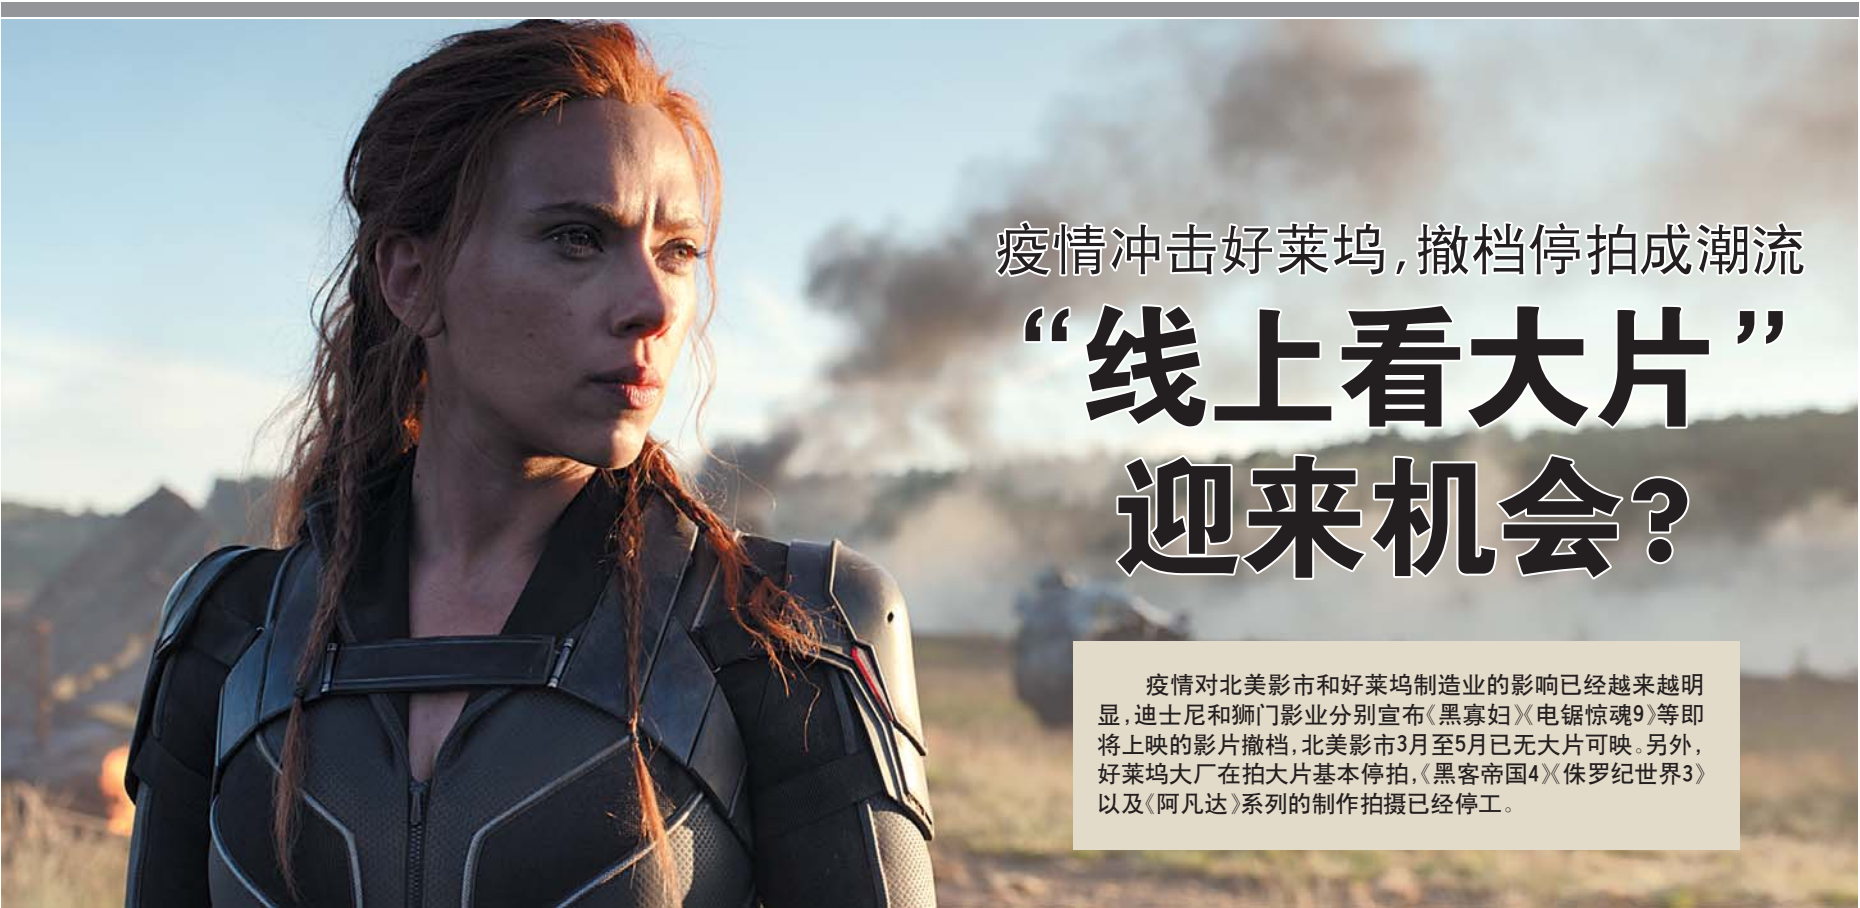 疫情冲击好莱坞,撤档停拍成潮流
“线上看大片”
迎来机会?
疫情对北美影市和好莱坞制造业的影响已经越来越明
显,迪士尼和狮门影业分别宣布《黑寡妇》《电锯惊魂9》等即
将上映的影片撤档,北美影市3月至5月已无大片可映。另外,
好莱坞大厂在拍大片基本停拍,《黑客帝国4》《侏罗纪世界3》
以及《阿凡达》系列的制作拍摄已经停工。